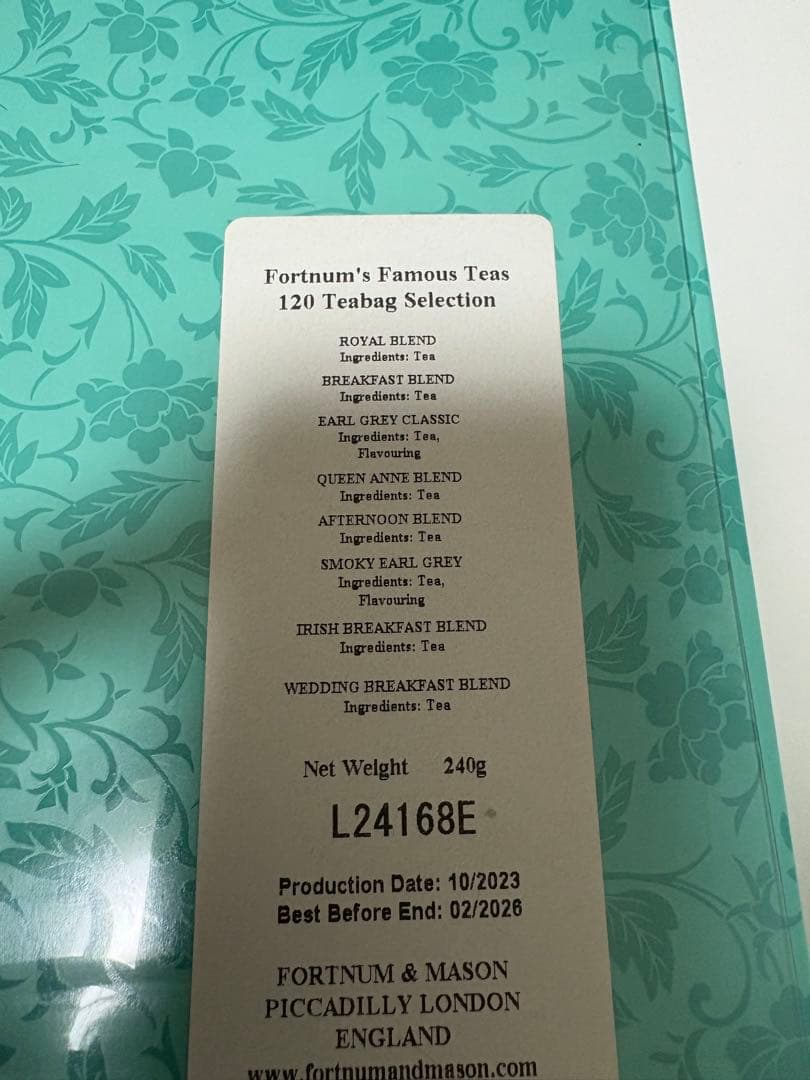 Fortnum's Famous Teas
120 Teabag Selection
ROYAL BLEND
Ingredients: Tea
BREAKFAST BLEND
Ingredients: Tea
EARL GREY CLASSIC
Ingredients: Tea,
Flavouring
QUEEN ANNE BLEND
Ingredients: Tea
AFTERNOON BLEND
Ingredients: Tea
SMOKY EARL GREY
Ingredients: Tea,
Flavouring
IRISH BREAKFAST BLEND
Ingredients: Tea
WEDDING BREAKFAST BLEND
Ingredients: Tea
Net Weight 240g
L24168E
Production Date: 10/2023
Best Before End: 02/2026
FORTNUM & MASON
PICCADILLY LONDON
ENGLAND
www.fortnumandmason.com